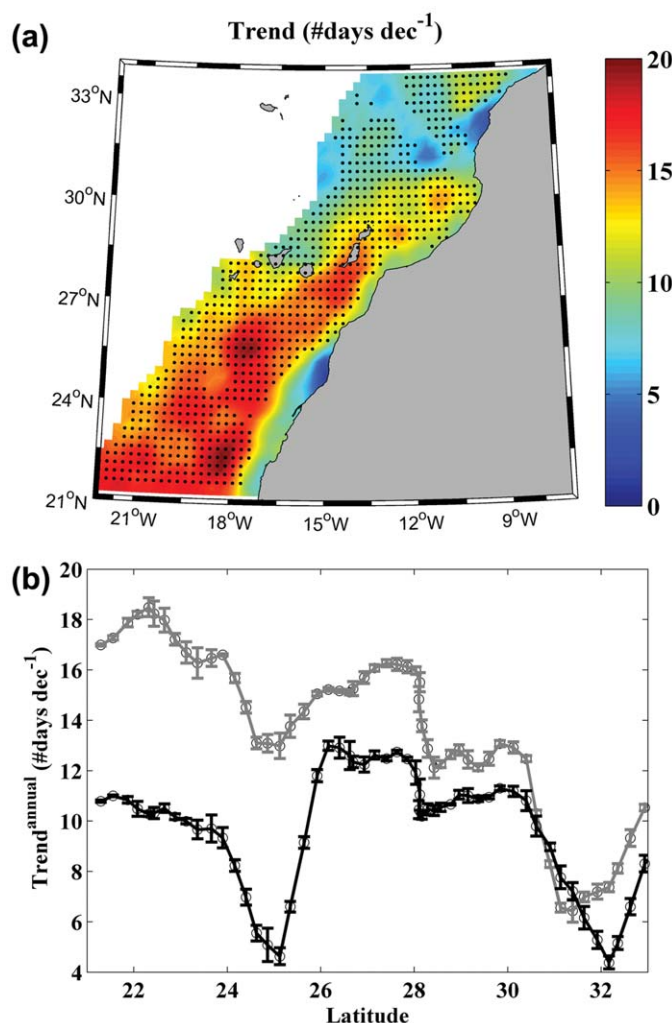 (a)
Trend (#days dec⁻¹)
33°N
30°N
27°N
24°N
21°N
21°W 18°W 15°W 12°W 9°W
20
15
10
5
0
(b)
20
18
16
14
12
10
8
6
4
Trendᵃⁿⁿᵘᵃˡ (#days dec⁻¹)
22 24 26 28 30 32
Latitude